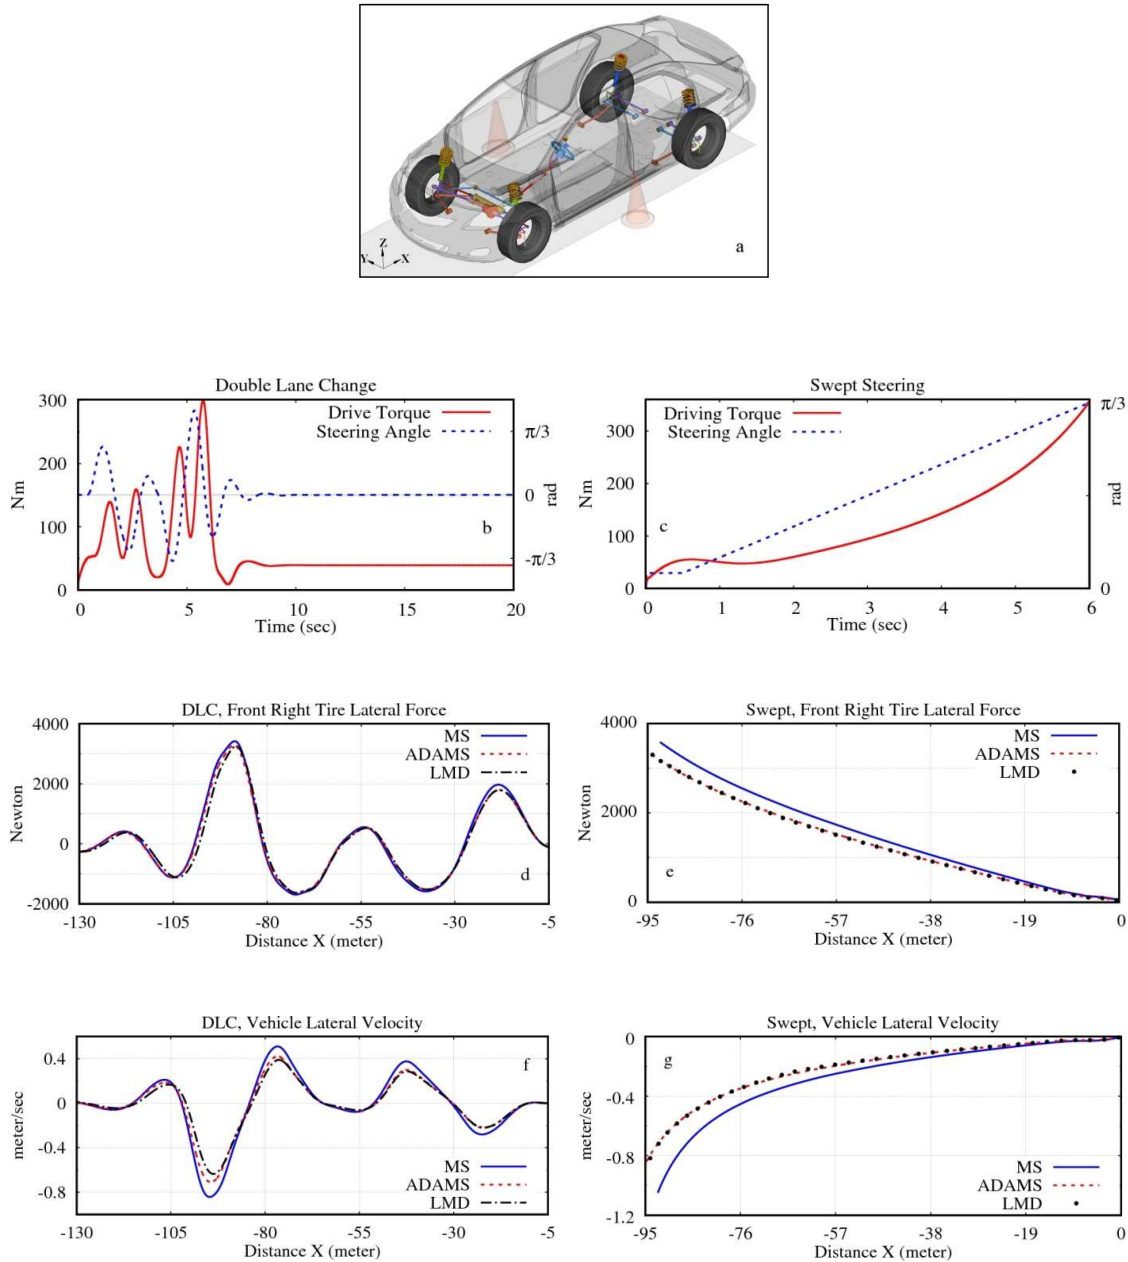 Z
Y X
a
Double Lane Change
300
200
100
0
Nm
Drive Torque
Steering Angle
π/3
0
-π/3
rad
b
0 5 10 15 20
Time (sec)
Swept Steering
300
200
100
0
Nm
Driving Torque
Steering Angle
π/3
rad
0
c
0 1 2 3 4 5 6
Time (sec)
DLC, Front Right Tire Lateral Force
4000
2000
0
-2000
Newton
MS
ADAMS
LMD
d
-130 -105 -80 -55 -30 -5
Distance X (meter)
Swept, Front Right Tire Lateral Force
4000
2000
0
Newton
MS
ADAMS
LMD
e
-95 -76 -57 -38 -19 0
Distance X (meter)
DLC, Vehicle Lateral Velocity
0.4
0
-0.4
-0.8
meter/sec
f
MS
ADAMS
LMD
-130 -105 -80 -55 -30 -5
Distance X (meter)
Swept, Vehicle Lateral Velocity
0
-0.4
-0.8
-1.2
meter/sec
g
MS
ADAMS
LMD
-95 -76 -57 -38 -19 0
Distance X (meter)